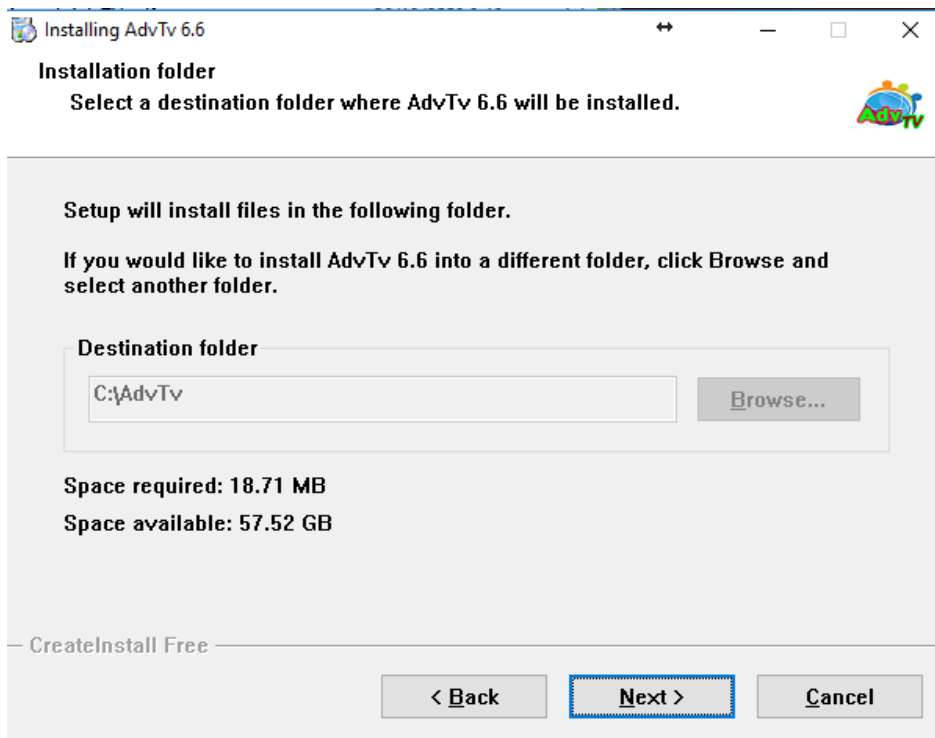 Installing AdvTv 6.6
Installation folder
Select a destination folder where AdvTv 6.6 will be installed.
AdvTV
Setup will install files in the following folder.
If you would like to install AdvTv 6.6 into a different folder, click Browse and
select another folder.
Destination folder
C:\AdvTv
Browse...
Space required: 18.71 MB
Space available: 57.52 GB
CreateInstall Free
< Back
Next >
Cancel